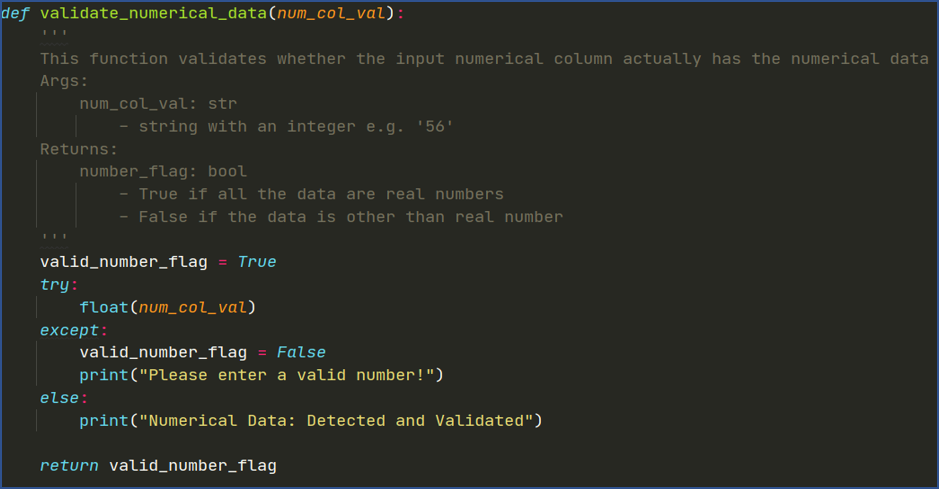 def validate_numerical_data(num_col_val):
    '''
    This function validates whether the input numerical column actually has the numerical data
    Args:
        num_col_val: str
            - string with an integer e.g. '56'
    Returns:
        number_flag: bool
            - True if all the data are real numbers
            - False if the data is other than real number
    '''
    valid_number_flag = True
    try:
        float(num_col_val)
    except:
        valid_number_flag = False
        print("Please enter a valid number!")
    else:
        print("Numerical Data: Detected and Validated")

    return valid_number_flag